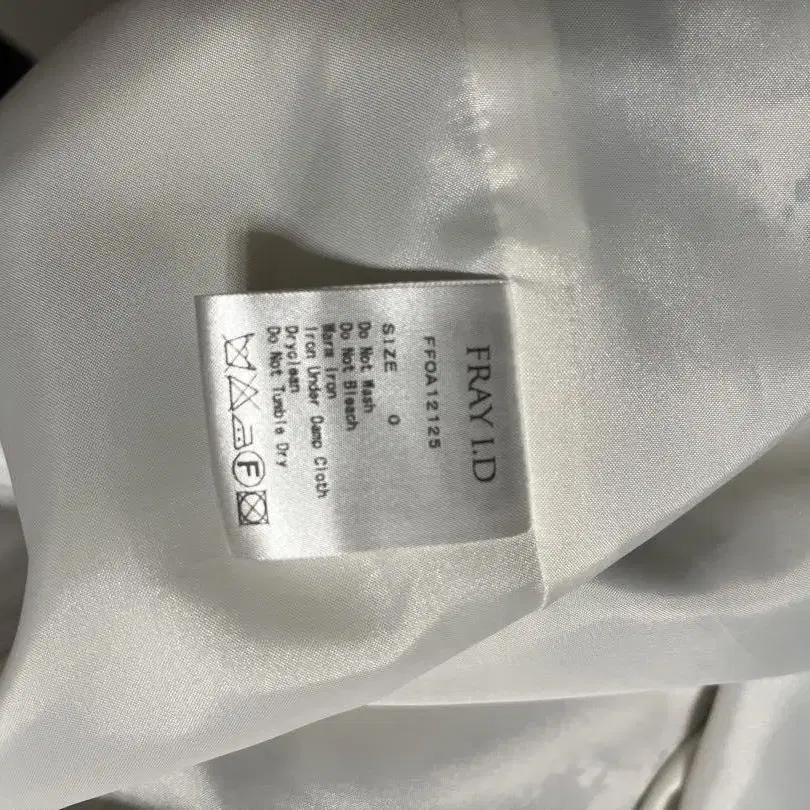 FRAY I.D
FFOA12125
SIZE 0
Do Not Wash
Do Not Bleach
Warm Iron
Iron Under Damp Cloth
Dryclean
Do Not Tumble Dry
F